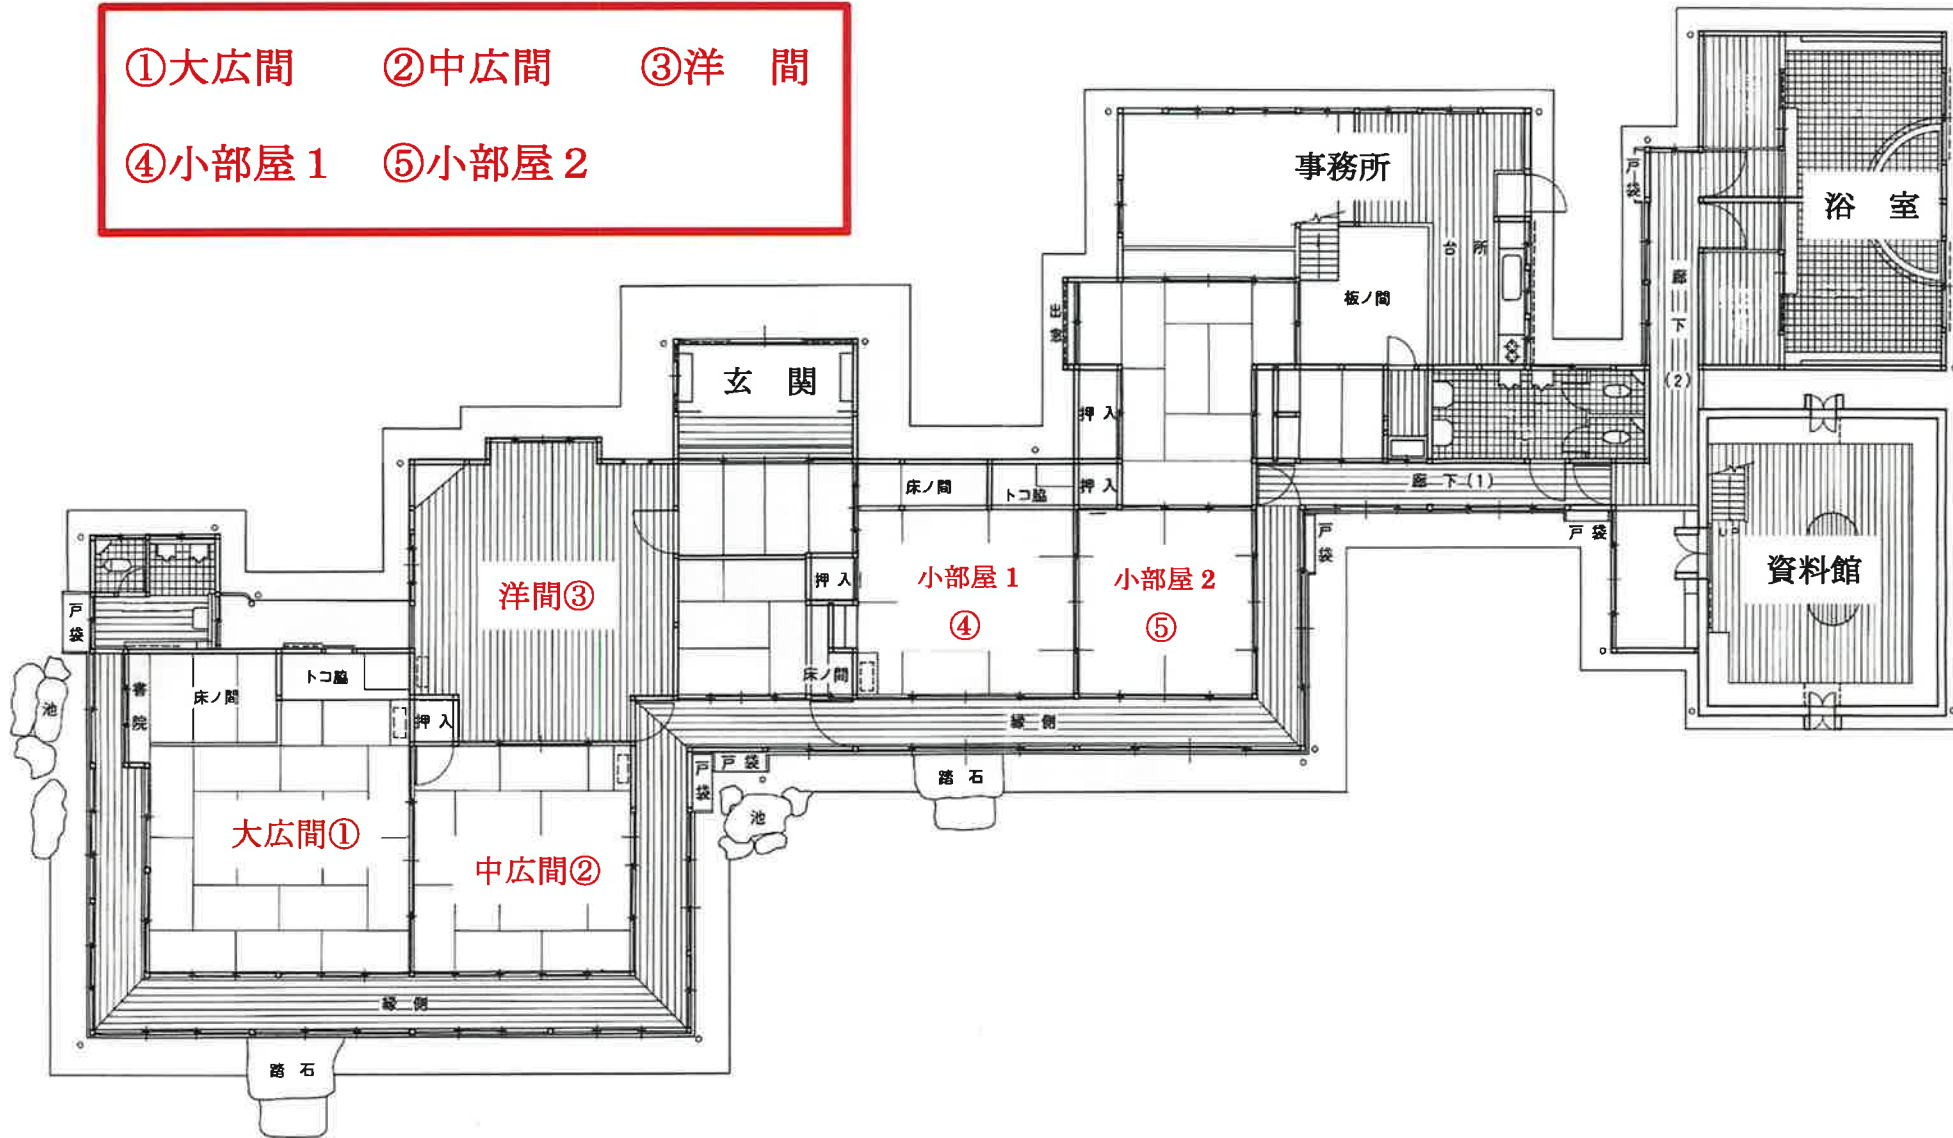 ①大広間 ②中広間 ③洋 間
④小部屋1 ⑤小部屋2
事務所
浴 室
戸袋
台 所
廊下(2)
板ノ間
玄 関
押 入
床ノ間
トコ脇
押 入
廊 下(1)
戸袋
戸 袋
資料館
UP
洋間③
押 入
小部屋1
④
小部屋2
⑤
戸袋
書院
床ノ間
トコ脇
押 入
床ノ間
池
縁 側
戸袋
戸 袋
踏 石
池
大広間①
中広間②
縁 側
踏 石